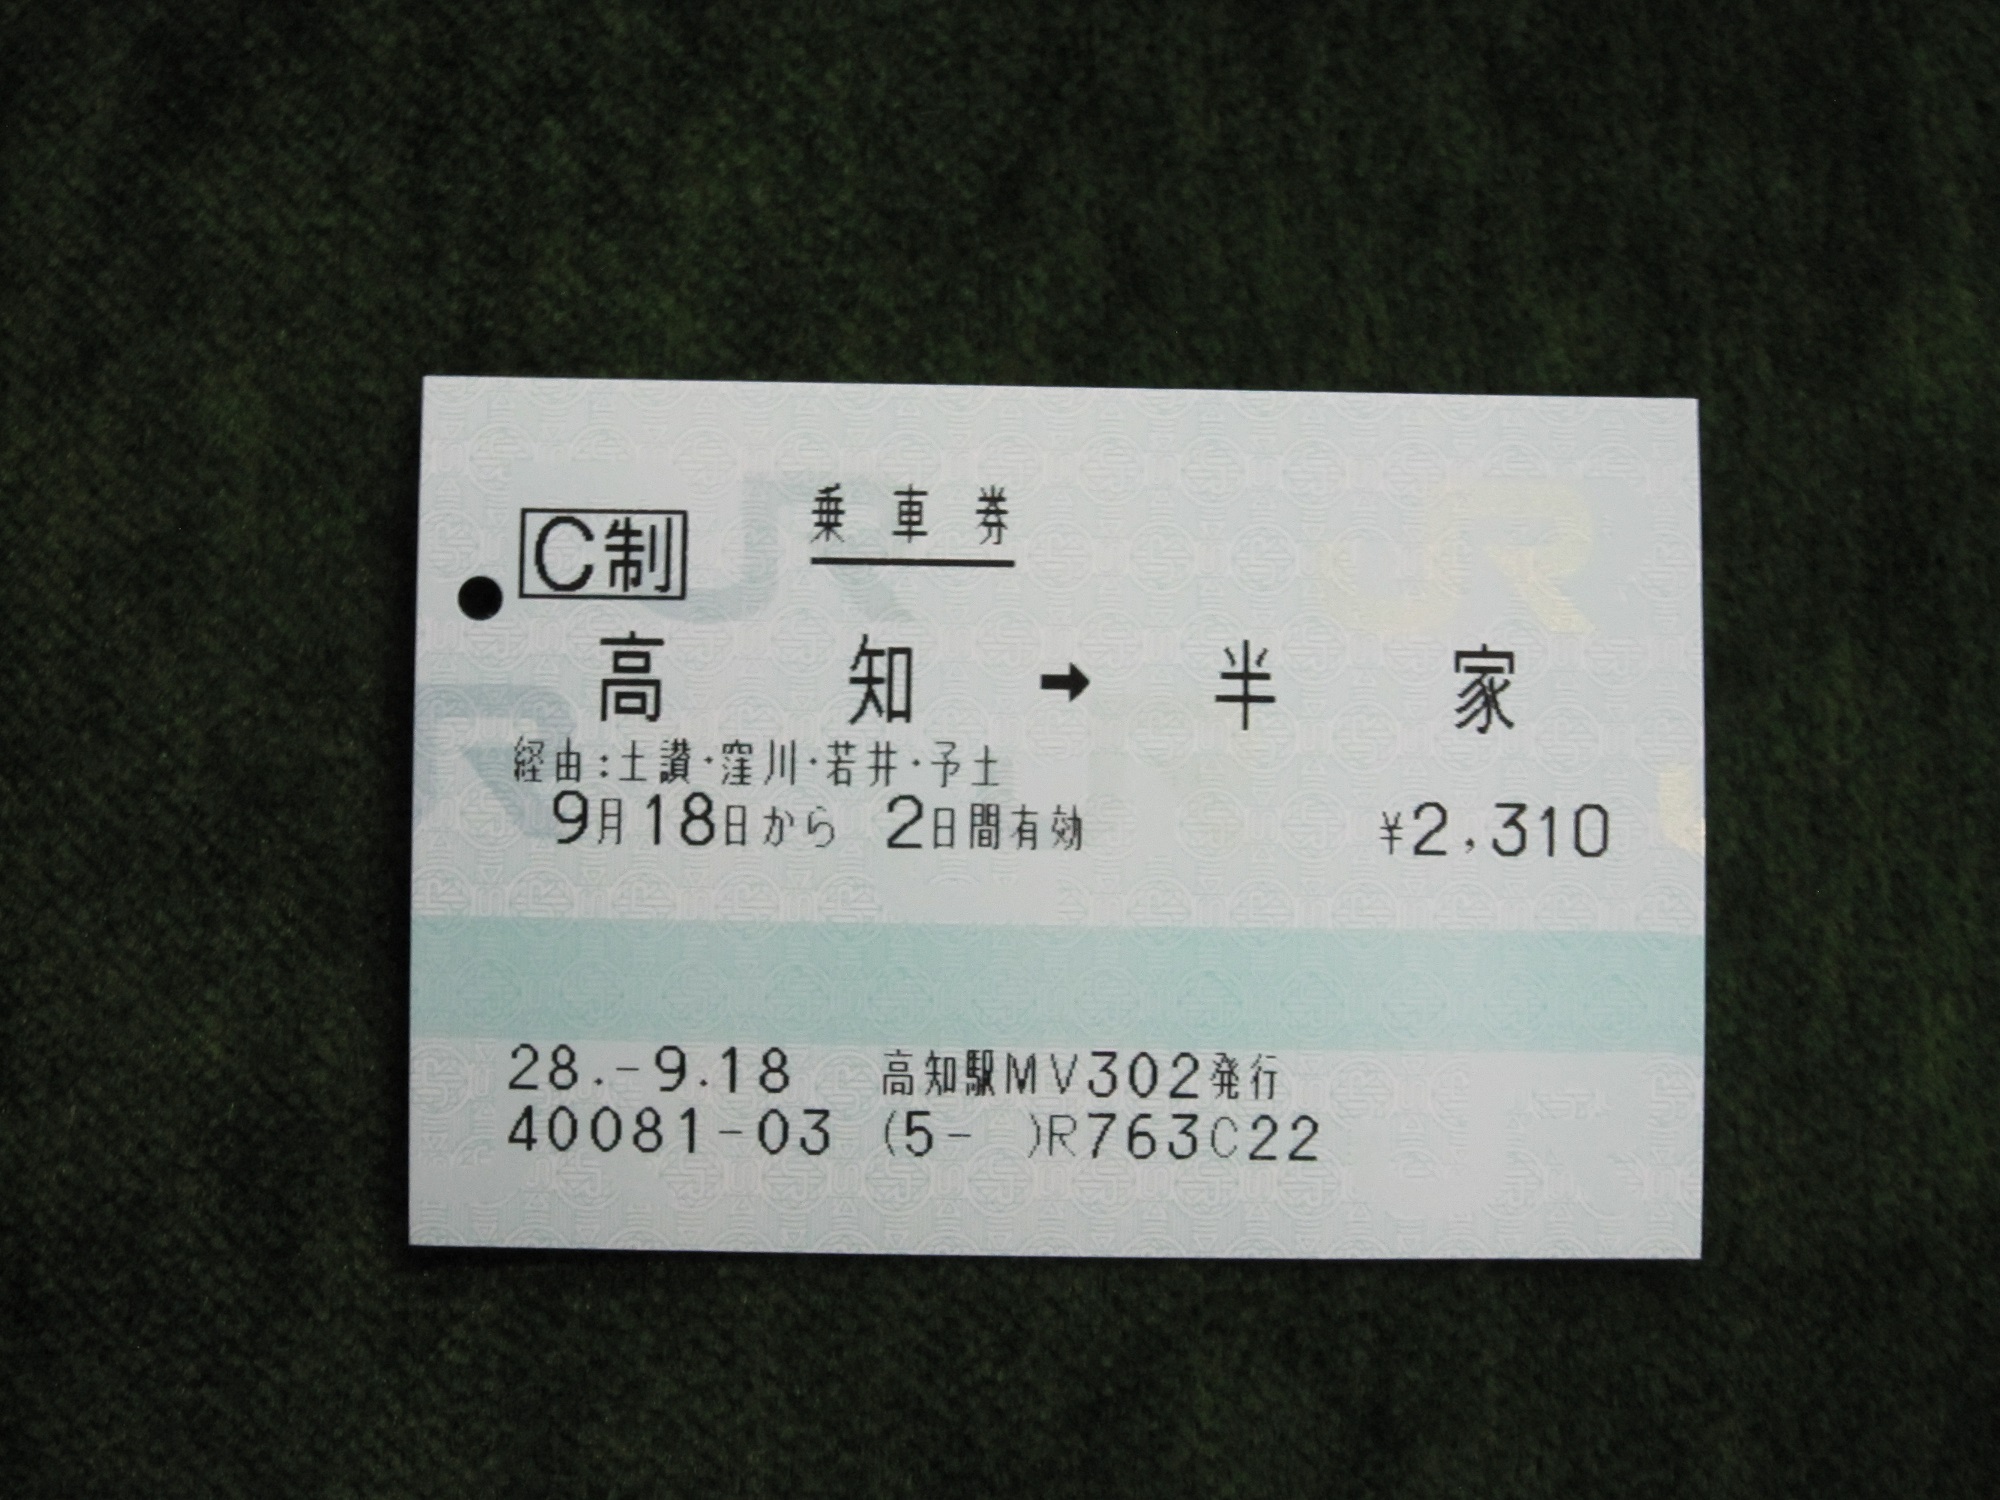 乗車券
C制
高知➡半家
経由:土讃・窪川・若井・予土
9月18日から 2日間有効 ¥2,310
28.-9.18 高知駅MV302発行
40081-03 (5- )R763C22